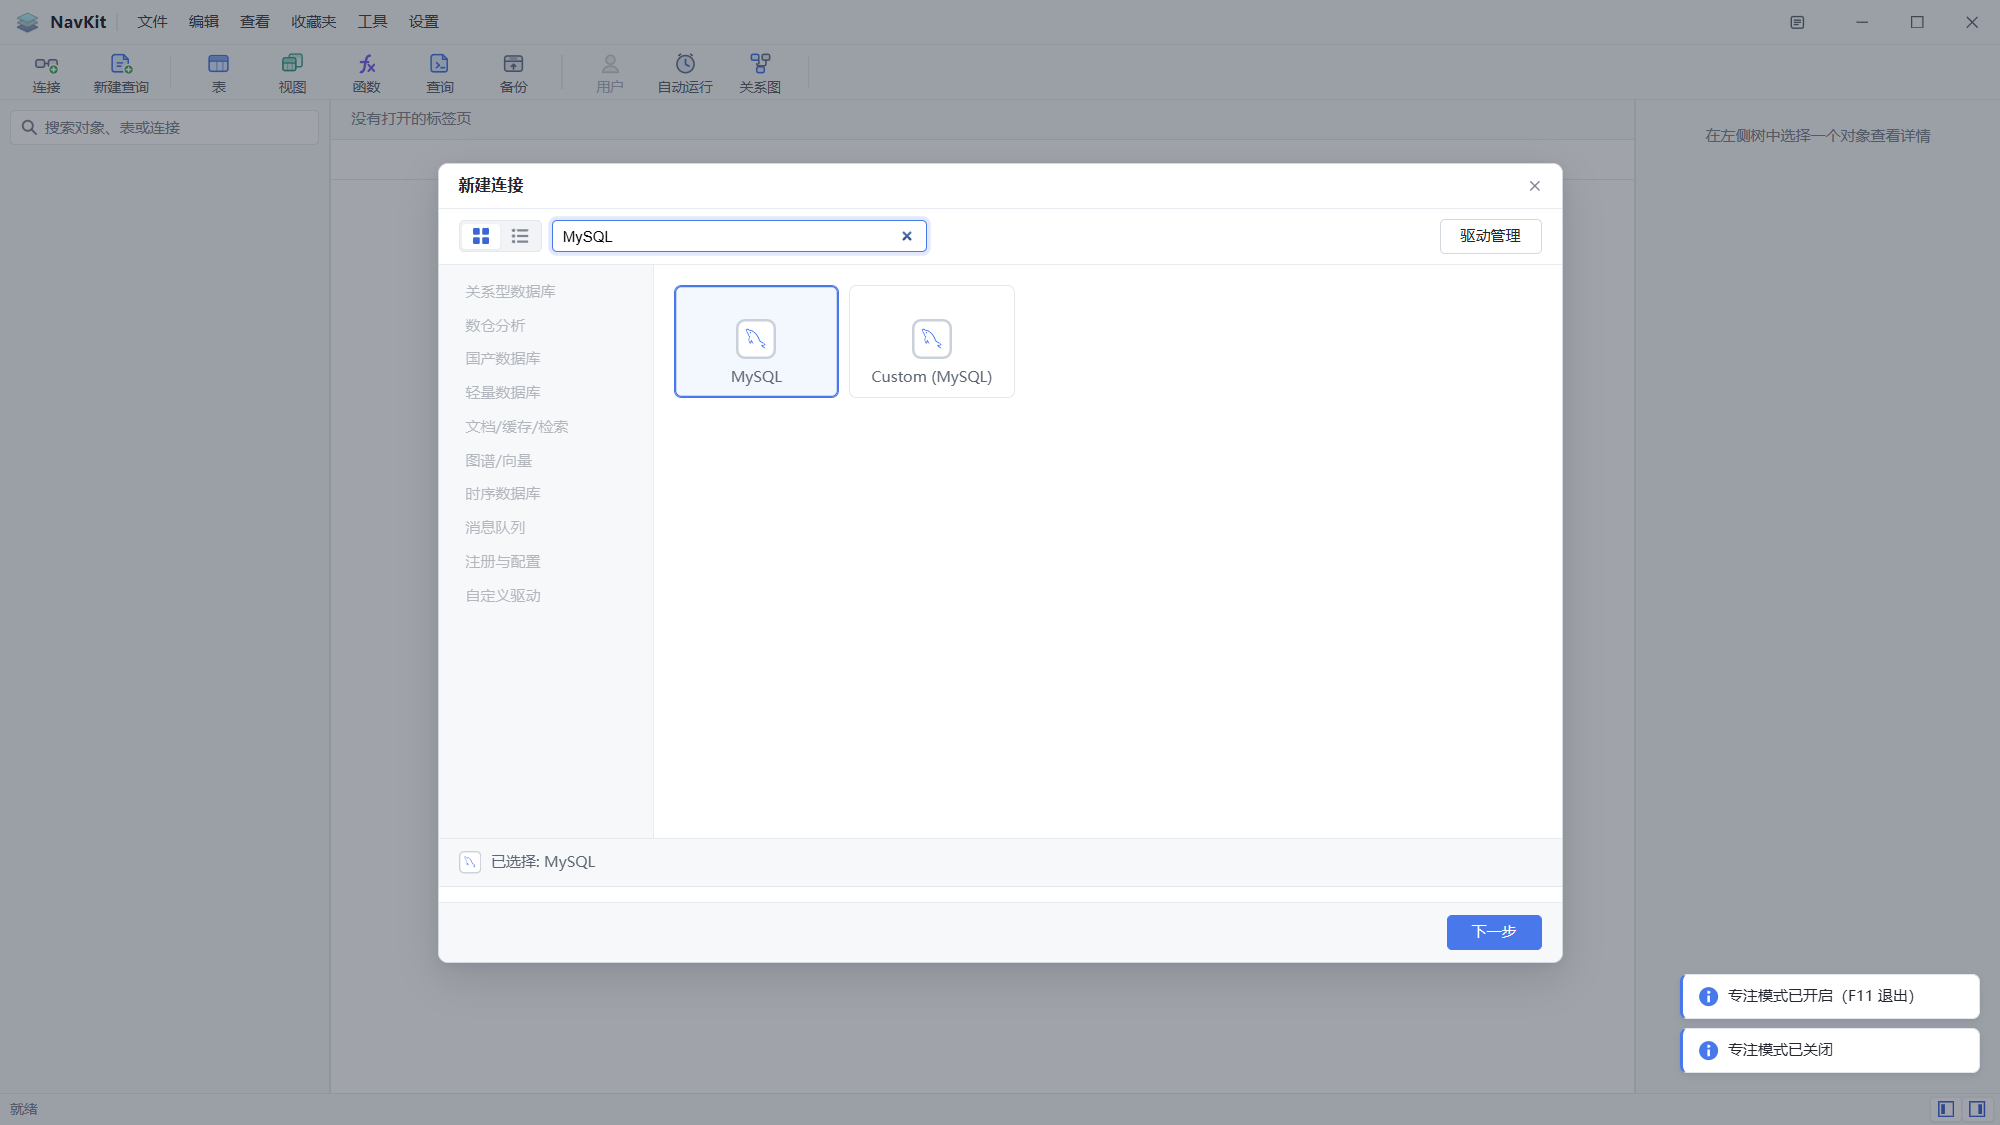 NavKit 文件 编辑 查看 收藏夹 工具 设置
连接 新建查询 表 视图 函数 查询 备份 用户 自动运行 关系图
搜索对象、表或连接
没有打开的标签页
在左侧树中选择一个对象查看详情
新建连接
MySQL
驱动管理
关系型数据库
数仓分析
国产数据库
轻量数据库
文档/缓存/检索
图谱/向量
时序数据库
消息队列
注册与配置
自定义驱动
MySQL
Custom (MySQL)
已选择: MySQL
下一步
专注模式已开启（F11 退出）
专注模式已关闭
就绪